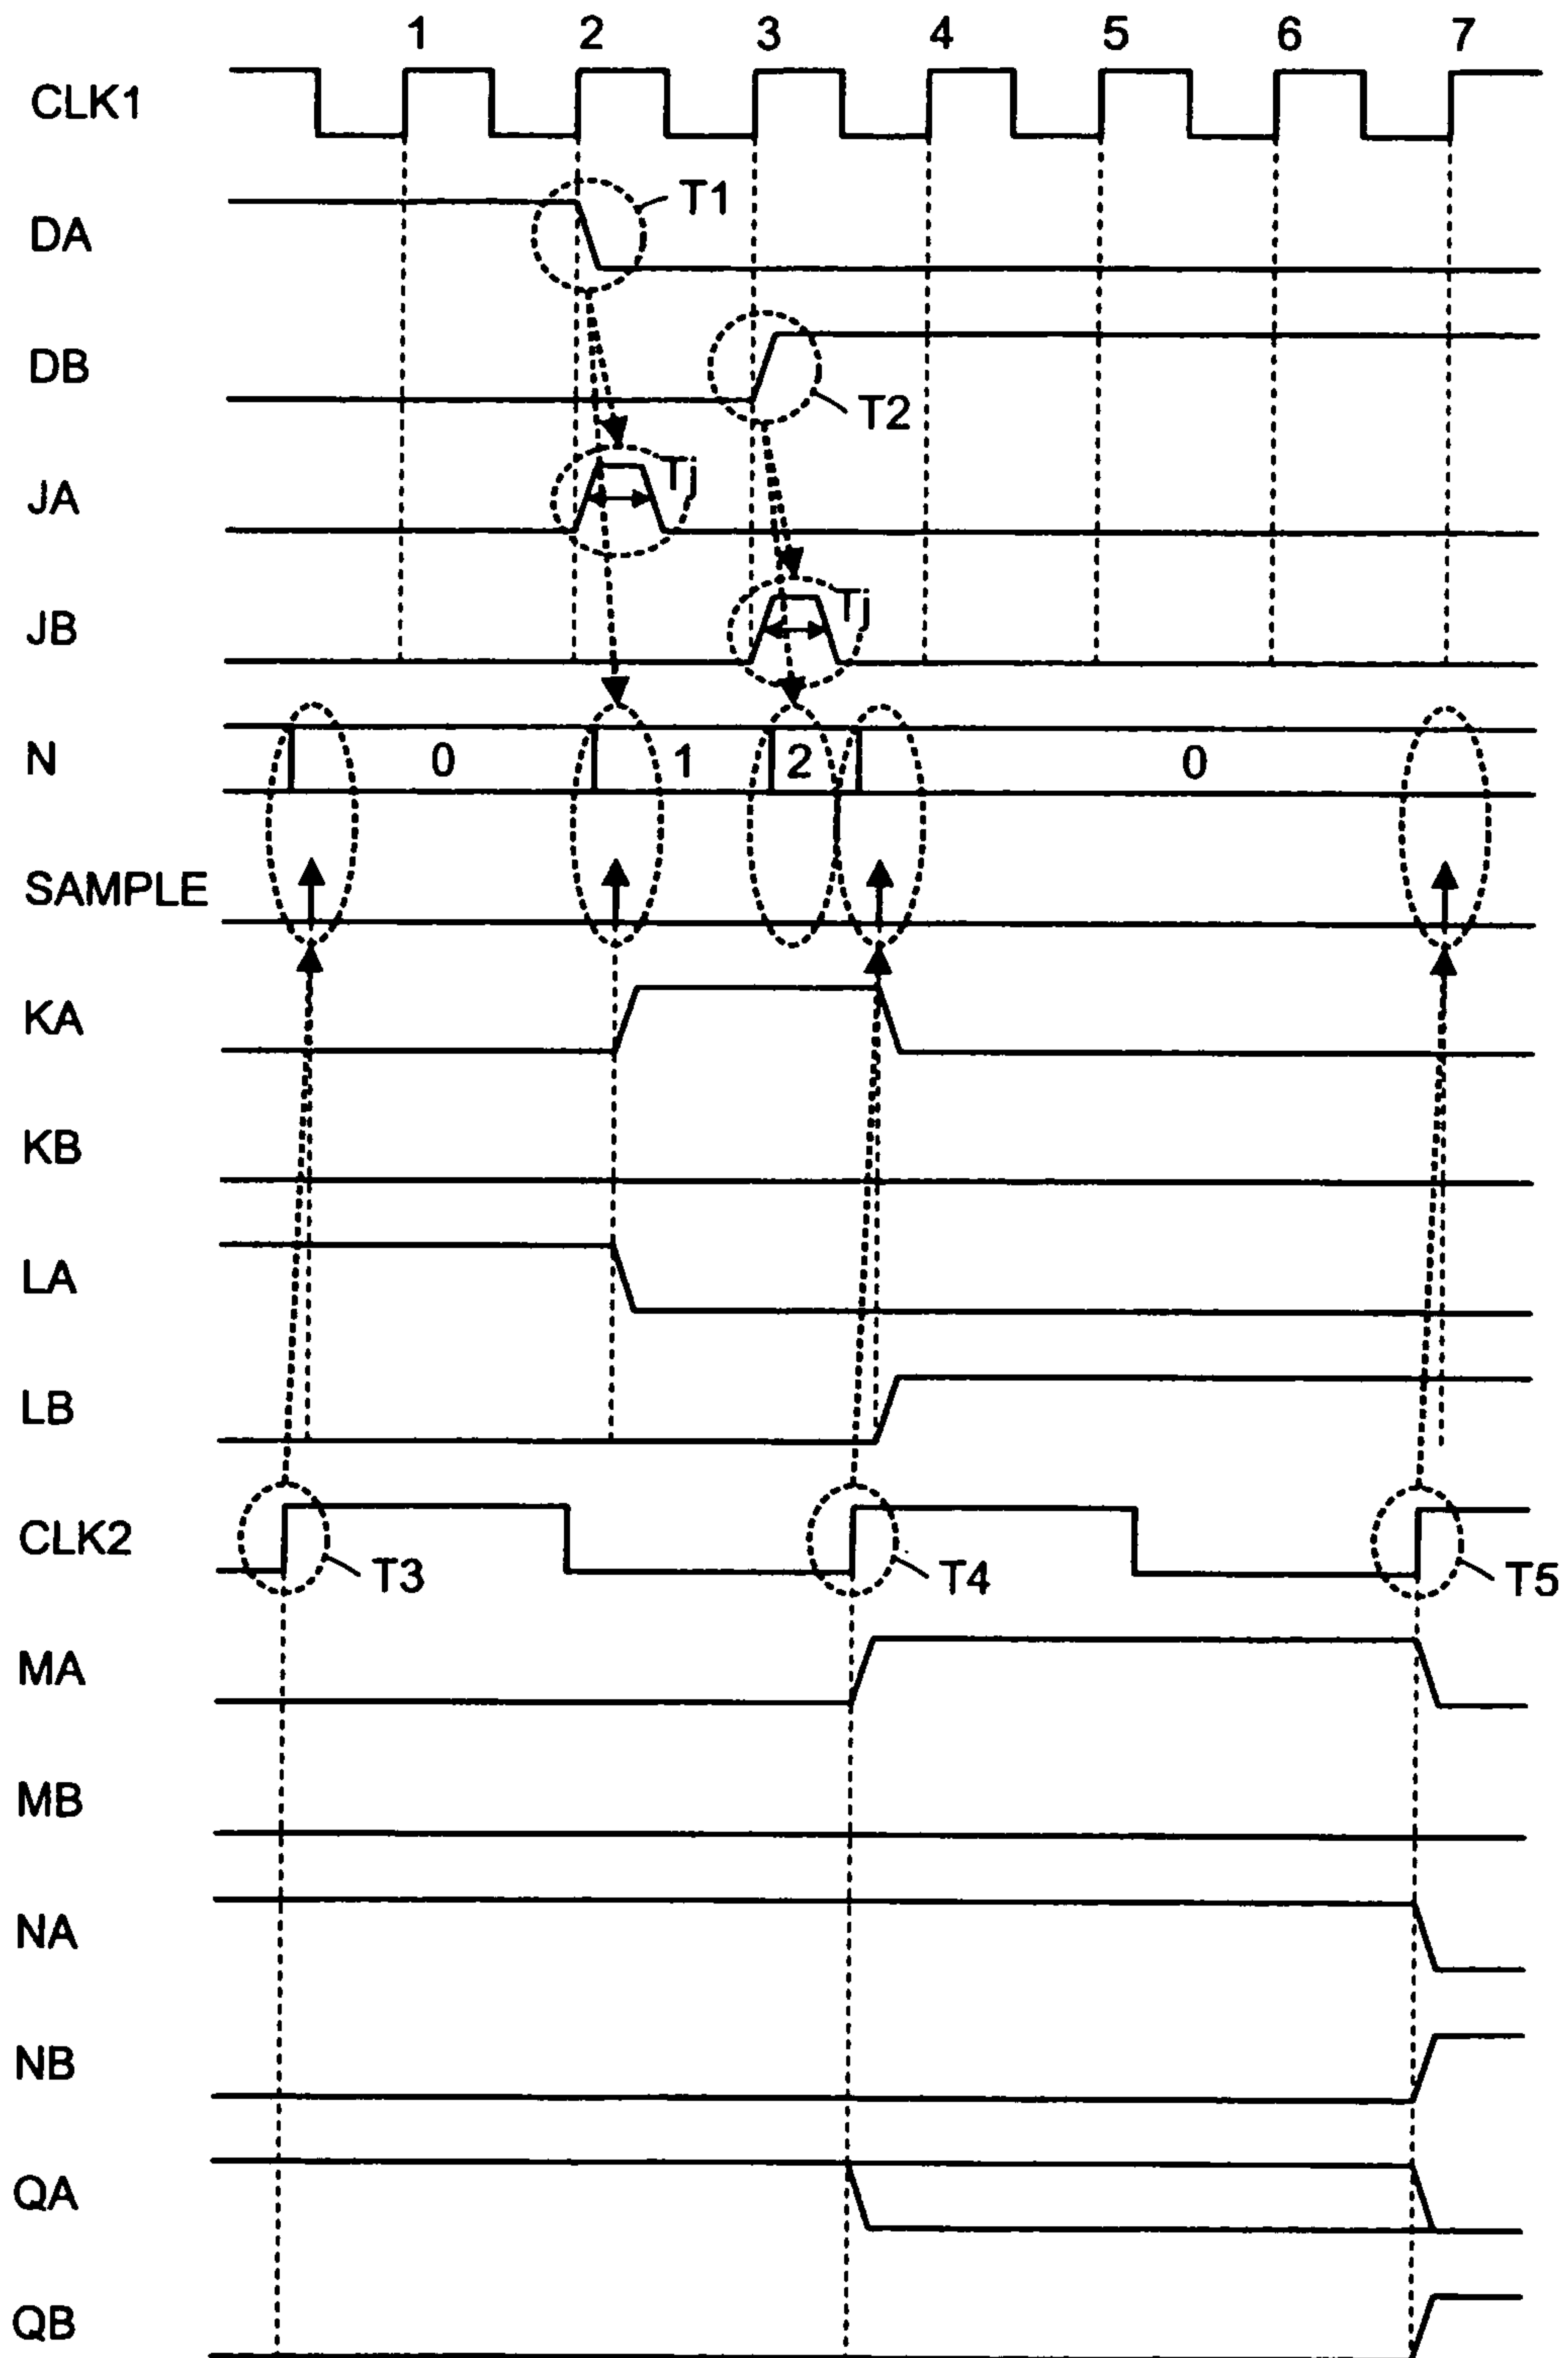 1 2 3 4 5 6 7
CLK1
DA
T1
DB
T2
JA
Tj
JB
Tj
N
0 1 2 0
SAMPLE
KA
KB
LA
LB
CLK2
T3 T4 T5
MA
MB
NA
NB
QA
QB